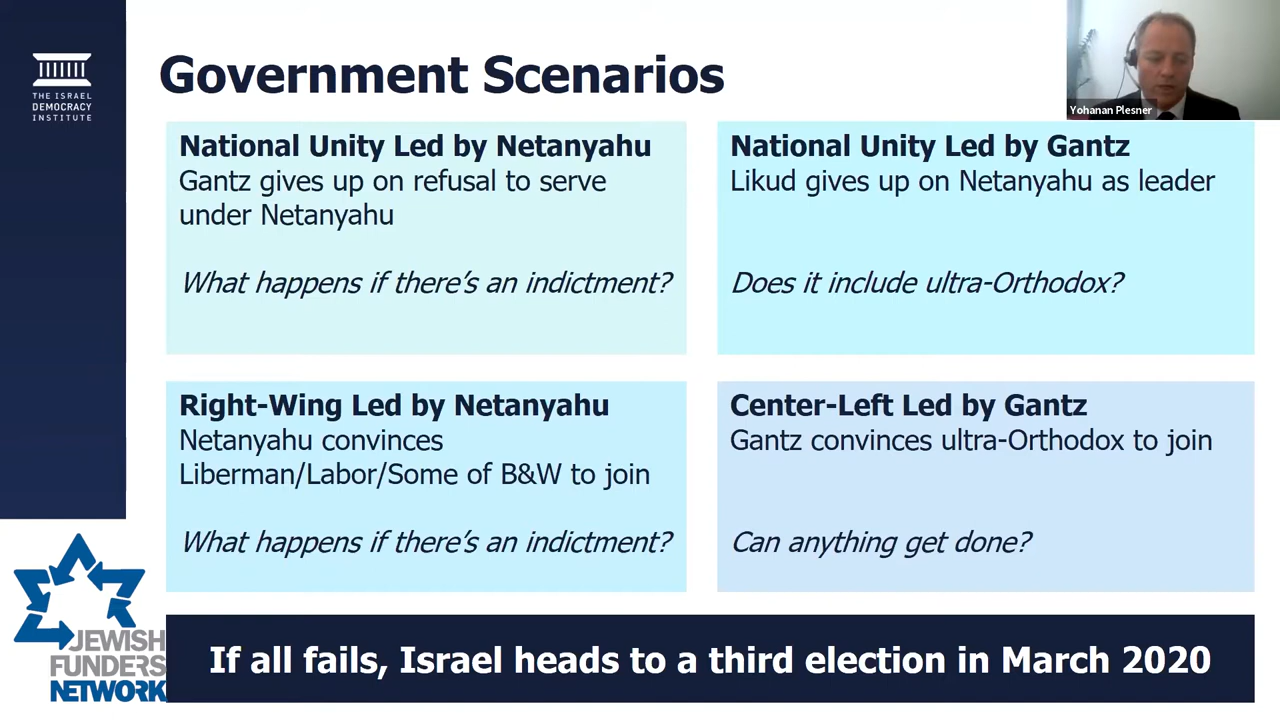 THE ISRAEL
DEMOCRACY
INSTITUTE
Government Scenarios
Yohanan Plesner
National Unity Led by Netanyahu
Gantz gives up on refusal to serve
under Netanyahu
What happens if there's an indictment?
National Unity Led by Gantz
Likud gives up on Netanyahu as leader
Does it include ultra-Orthodox?
Right-Wing Led by Netanyahu
Netanyahu convinces
Liberman/Labor/Some of B&W to join
What happens if there's an indictment?
Center-Left Led by Gantz
Gantz convinces ultra-Orthodox to join
Can anything get done?
JEWISH
FUNDERS
NETWORK
If all fails, Israel heads to a third election in March 2020